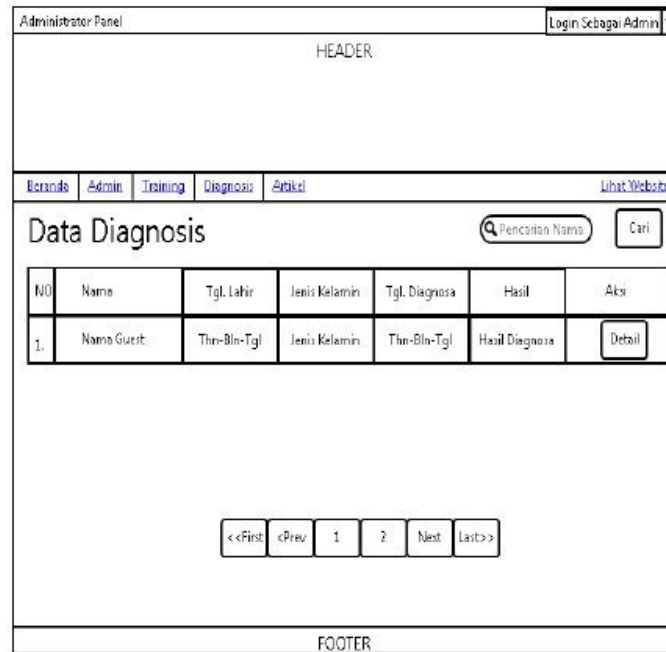 Administrator Panel Login Sebagai Admin
HEADER
Beranda Admin Training Diagnosis Artikel Lihat Website
Data Diagnosis Pencarian Nama Cari
NO Nama Tgl. Lahir Jenis Kelamin Tgl. Diagnosa Hasil Aksi
1. Nama Guest Thn-Bln-Tgl Jenis Kelamin Thn-Bln-Tgl Hasil Diagnosa Detail
<<First <Prev 1 2 Next Last>>
FOOTER